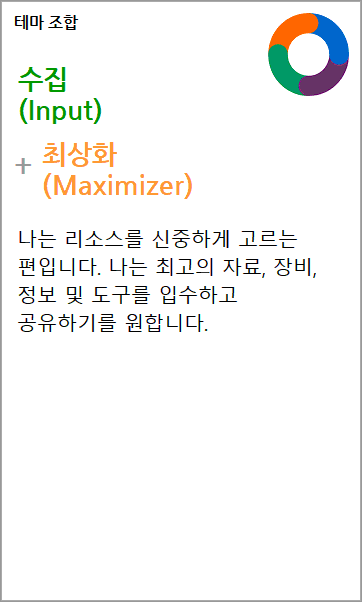 테마 조합
수집
(Input)
+ 최상화
(Maximizer)
나는 리소스를 신중하게 고르는
편입니다. 나는 최고의 자료, 장비,
정보 및 도구를 입수하고
공유하기를 원합니다.